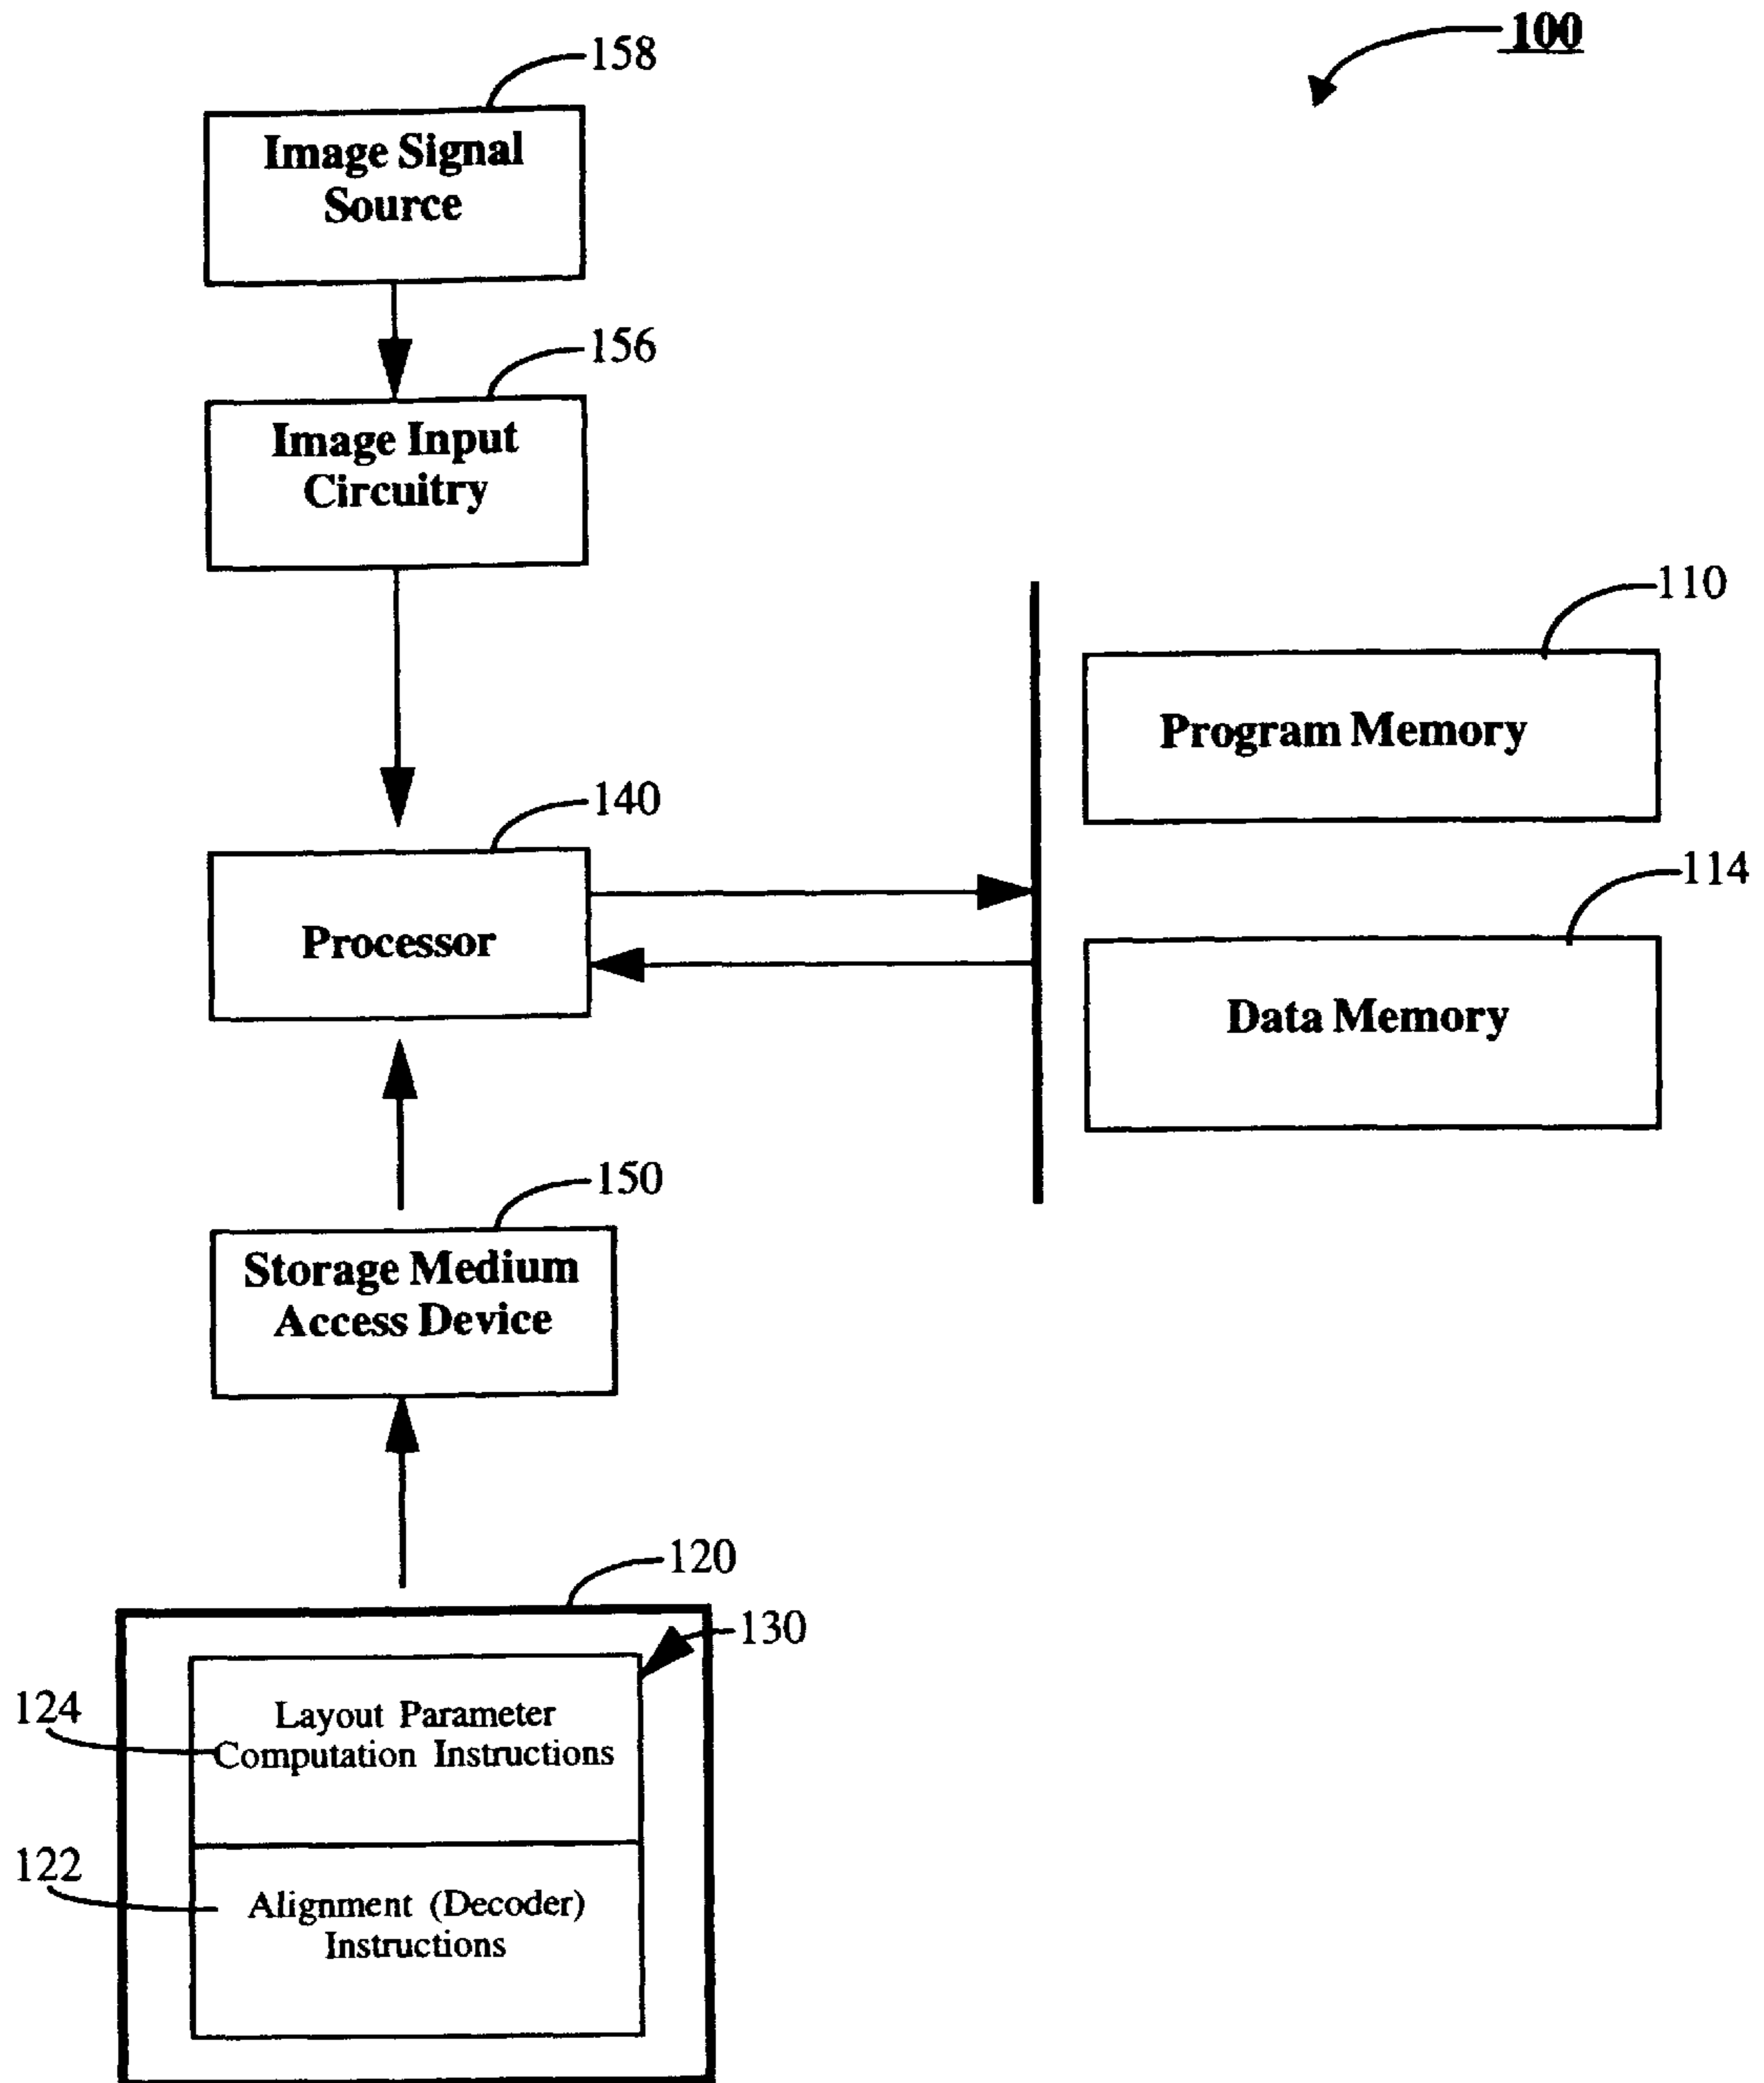 100
158
Image Signal
Source
156
Image Input
Circuitry
110
Program Memory
140
Processor
114
Data Memory
150
Storage Medium
Access Device
120
130
124
Layout Parameter
Computation Instructions
122
Alignment (Decoder)
Instructions